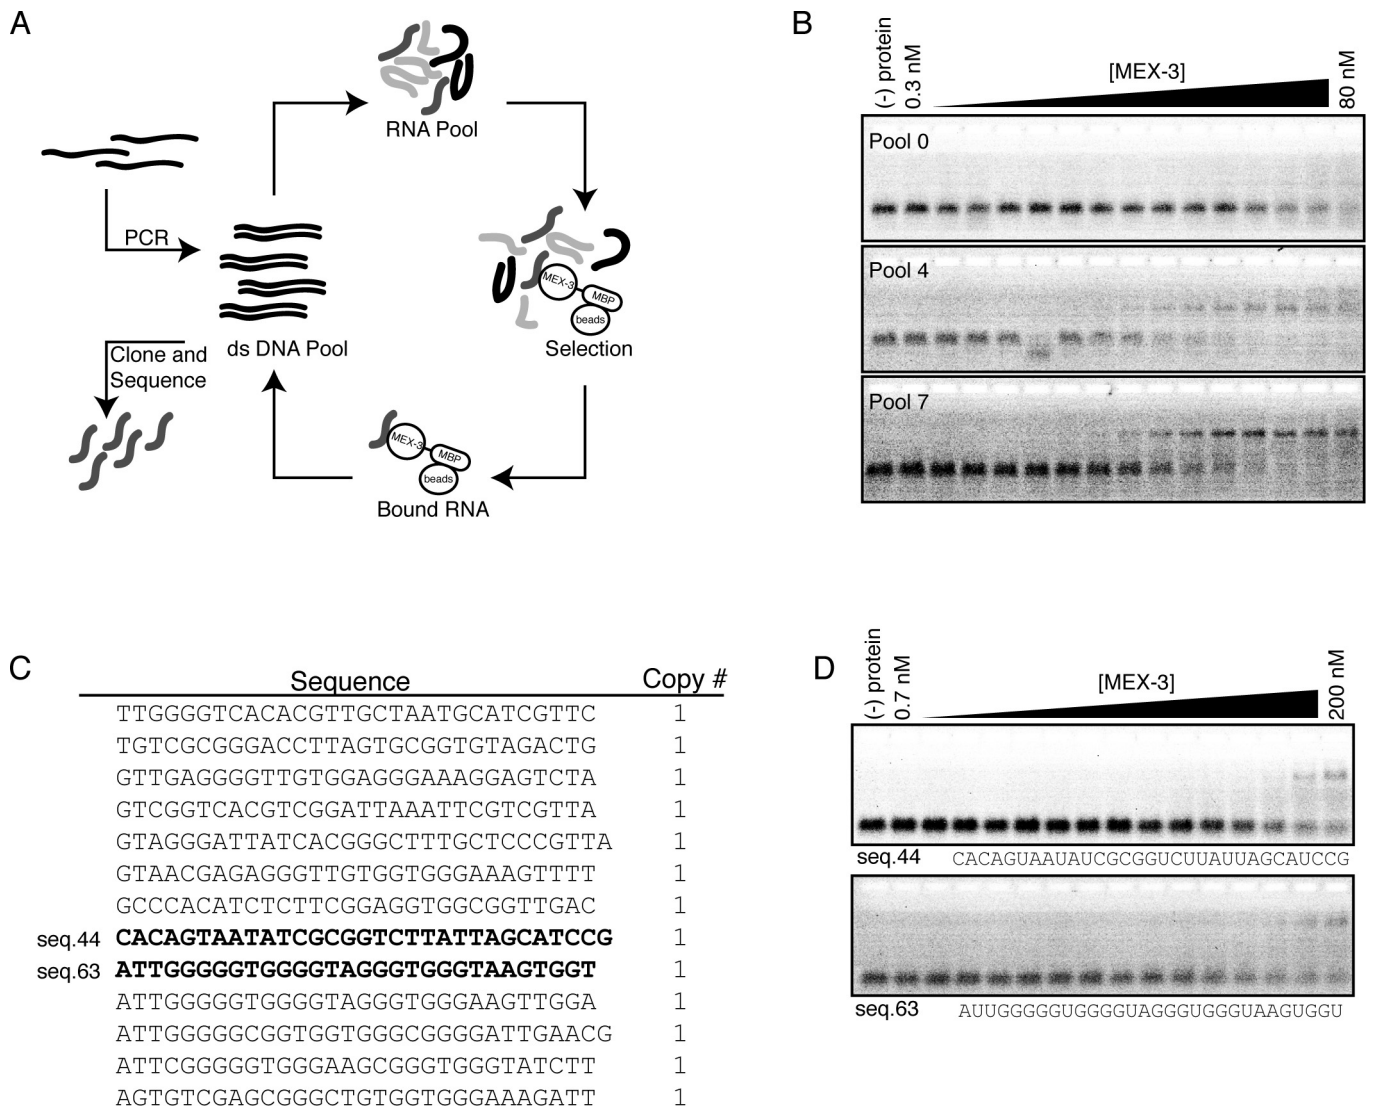 A
RNA Pool
PCR
ds DNA Pool
Clone and
Sequence
MEX-3
MBP
beads
Selection
MEX-3
MBP
beads
Bound RNA
B
(-) protein
0.3 nM
[MEX-3]
80 nM
Pool 0
Pool 4
Pool 7
C
Sequence Copy #
TTGGGGTCACACGTTGCTAATGCATCGTTC 1
TGTCGCGGGACCTTAGTGCGGTGTAGACTG 1
GTTGAGGGGTTGTGGAGGGAAAGGAGTCTA 1
GTCGGTCACGTCGGATTAAATTCGTCGTTA 1
GTAGGGATTATCACGGGCTTTGCTCCCGTTA 1
GTAACGAGAGGGTTGTGGTGGGAAAGTTTT 1
GCCCACATCTCTTCGGAGGTGGCGGTTGAC 1
seq.44 CACAGTAATATCGCGGTCTTATTAGCATCCG 1
seq.63 ATTGGGGGTGGGGTAGGGTGGGTAAGTGGT 1
ATTGGGGGTGGGGTAGGGTGGGAAGTTGGA 1
ATTGGGGGCGGTGGTGGGCGGGGATTGAACG 1
ATTCGGGGGTGGGAAGCGGGTGGGTATCTT 1
AGTGTCGAGCGGGCTGTGGTGGGAAAGATT 1
D
(-) protein
0.7 nM
[MEX-3]
200 nM
seq.44 CACAGUAAUAUCGCGGUCUUAUUAGCAUCCG
seq.63 AUUGGGGGUGGGGUAGGGUGGGUAAGUGGU